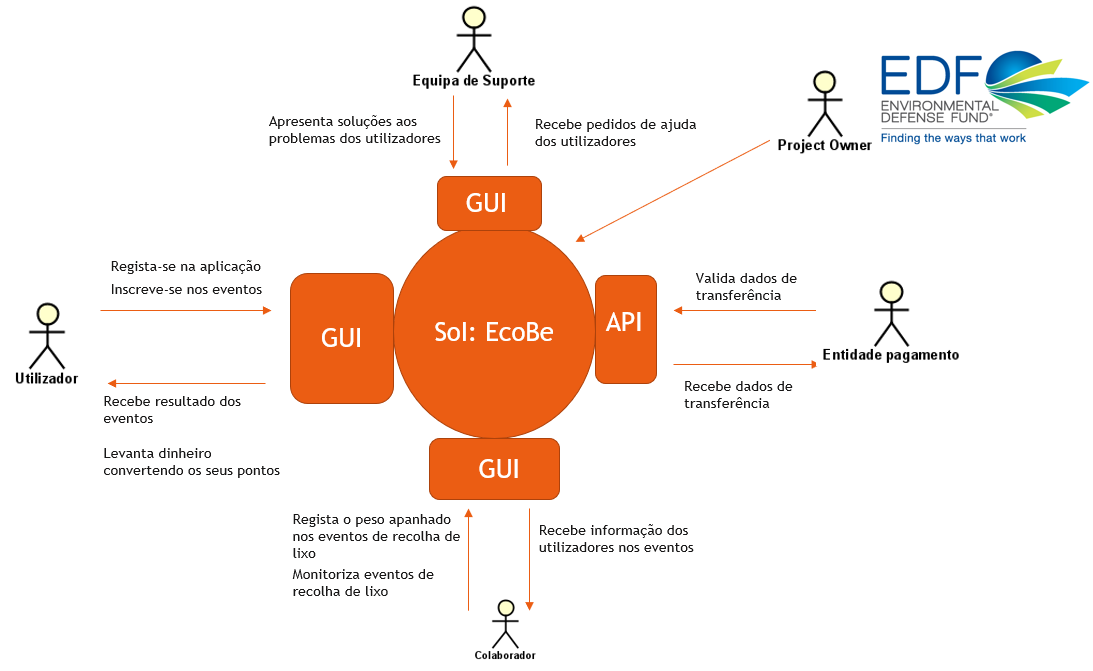 Equipa de Suporte
EDF
ENVIRONMENTAL
DEFENSE FUND®
Finding the ways that work
Project Owner
Apresenta soluções aos
problemas dos utilizadores
Recebe pedidos de ajuda
dos utilizadores
GUI
Regista-se na aplicação
Inscreve-se nos eventos
Valida dados de
transferência
Utilizador
GUI
SoI: EcoBe
API
Entidade pagamento
Recebe resultado dos
eventos
Levanta dinheiro
convertendo os seus pontos
Recebe dados de
transferência
GUI
Regista o peso apanhado
nos eventos de recolha de
lixo
Monitoriza eventos de
recolha de lixo
Recebe informação dos
utilizadores nos eventos
Colaborador